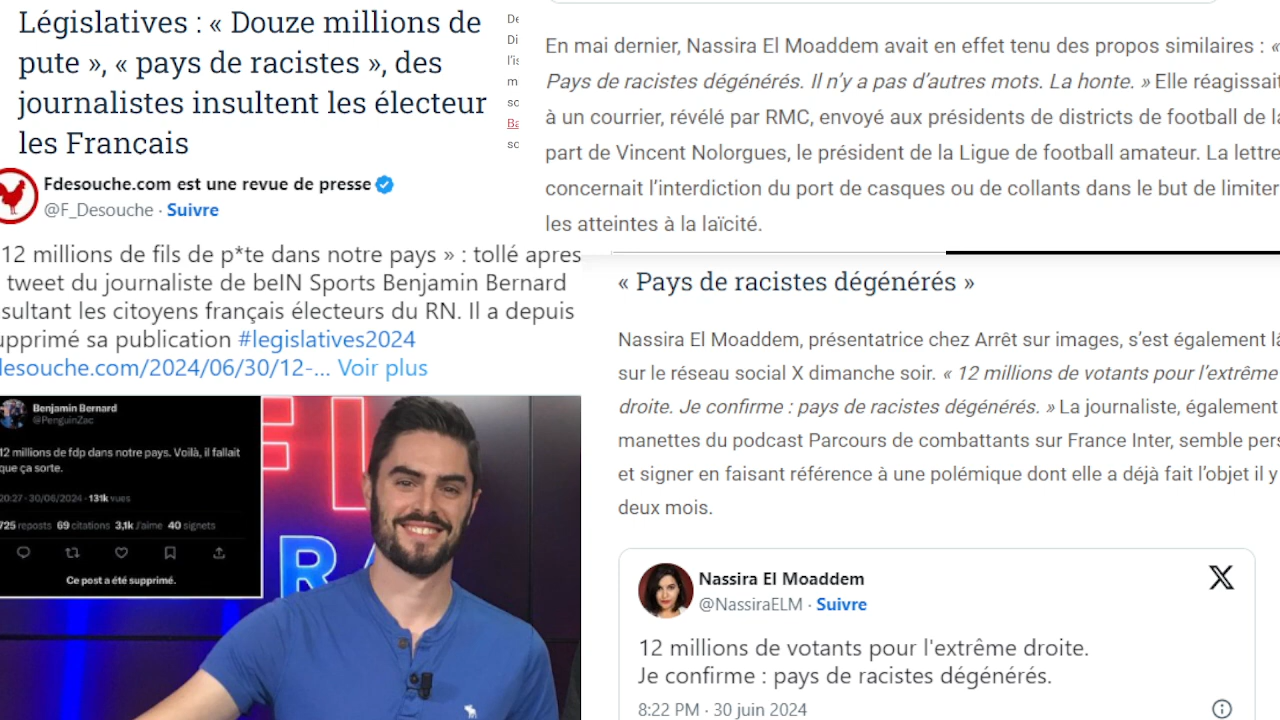 Législatives : « Douze millions de
pute », « pays de racistes », des
journalistes insultent les électeur
les Francais
De
Di
l'is
m
so
Ba
so
Fdesouche.com est une revue de presse
@F_Desouche · Suivre
12 millions de fils de p*te dans notre pays » : tollé apres
tweet du journaliste de beIN Sports Benjamin Bernard
sultant les citoyens français électeurs du RN. Il a depuis
upprimé sa publication #legislatives2024
desouche.com/2024/06/30/12-... Voir plus
Benjamin Bernard
@PenguinZac
12 millions de fdp dans notre pays. Voilà, il fallait
que ça sorte.
20:27 · 30/06/2024 · 131k vues
725 reposts 69 citations 3,1k J'aime 40 signets
Ce post a été supprimé.
En mai dernier, Nassira El Moaddem avait en effet tenu des propos similaires : «
Pays de racistes dégénérés. Il n'y a pas d'autres mots. La honte. » Elle réagissait
à un courrier, révélé par RMC, envoyé aux présidents de districts de football de la
part de Vincent Nolorgues, le président de la Ligue de football amateur. La lettre
concernait l'interdiction du port de casques ou de collants dans le but de limiter
les atteintes à la laïcité.
« Pays de racistes dégénérés »
Nassira El Moaddem, présentatrice chez Arrêt sur images, s'est également lâ
sur le réseau social X dimanche soir. « 12 millions de votants pour l'extrême
droite. Je confirme : pays de racistes dégénérés. » La journaliste, également
manettes du podcast Parcours de combattants sur France Inter, semble pers
et signer en faisant référence à une polémique dont elle a déjà fait l'objet il y
deux mois.
Nassira El Moaddem
@NassiraELM · Suivre
12 millions de votants pour l'extrême droite.
Je confirme : pays de racistes dégénérés.
8:22 PM · 30 juin 2024